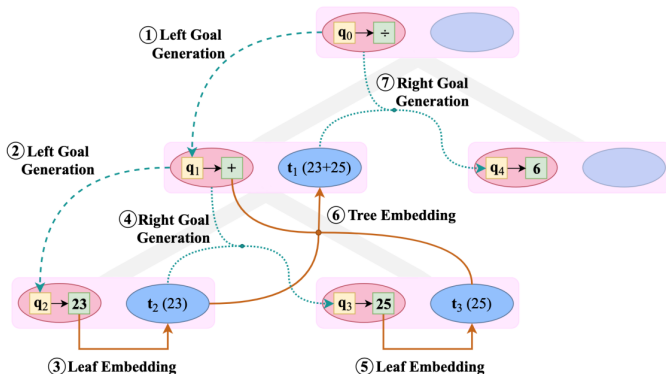 q0 → ÷
① Left Goal
Generation
⑦ Right Goal
Generation
② Left Goal
Generation
q1 → +
t1 (23+25)
q4 → 6
④ Right Goal
Generation
⑥ Tree Embedding
q2 → 23
t2 (23)
q3 → 25
t3 (25)
③ Leaf Embedding
⑤ Leaf Embedding